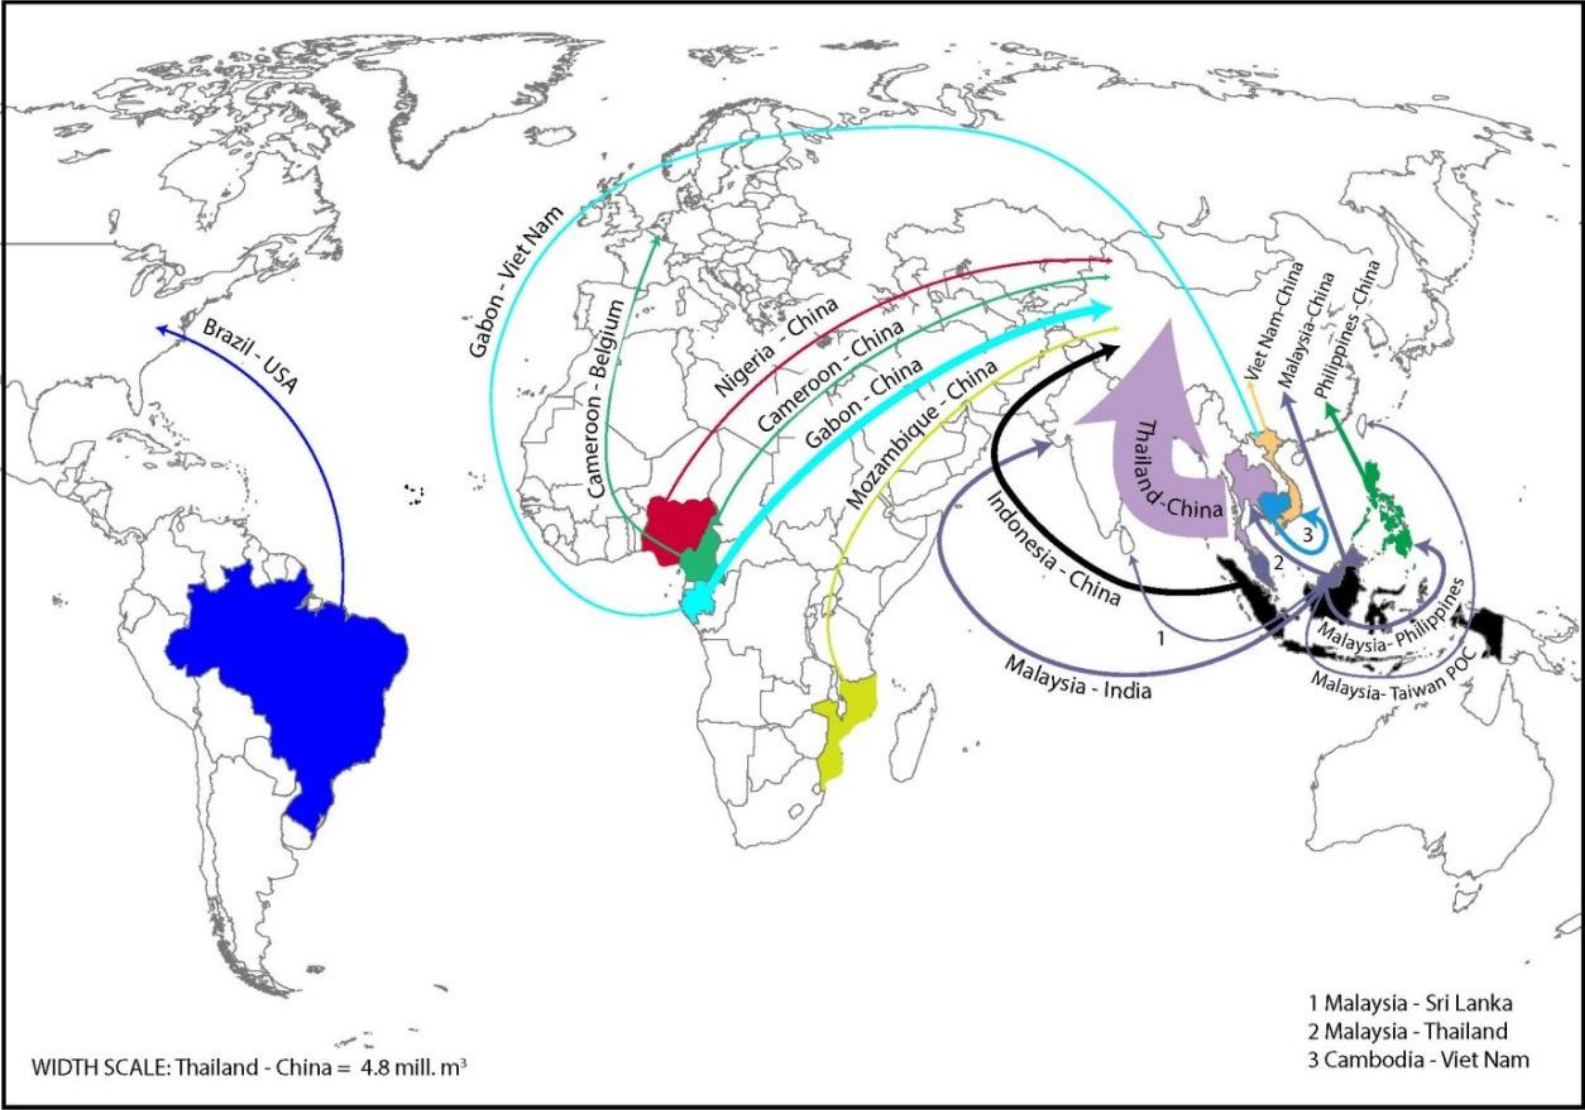 Gabon - Viet Nam
Brazil - USA
Cameroon - Belgium
Nigeria - China
Cameroon - China
Gabon - China
Mozambique - China
Indonesia - China
Thailand-China
Viet Nam-China
Malaysia-China
Philippines-China
3
2
1
Malaysia - India
Malaysia- Philippines
Malaysia- Taiwan POC
1 Malaysia - Sri Lanka
2 Malaysia - Thailand
3 Cambodia - Viet Nam
WIDTH SCALE: Thailand - China = 4.8 mill. m³